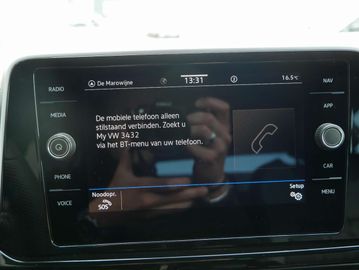 De Marowijne
13:31
16.5°C
RADIO
MEDIA
PHONE
VOICE
NAV
APP
CAR
MENU
De mobiele telefoon alleen
stilstaand verbinden. Zoekt u
My VW 3432
via het BT-menu van uw telefoon.
Noodopr.
SOS
Setup